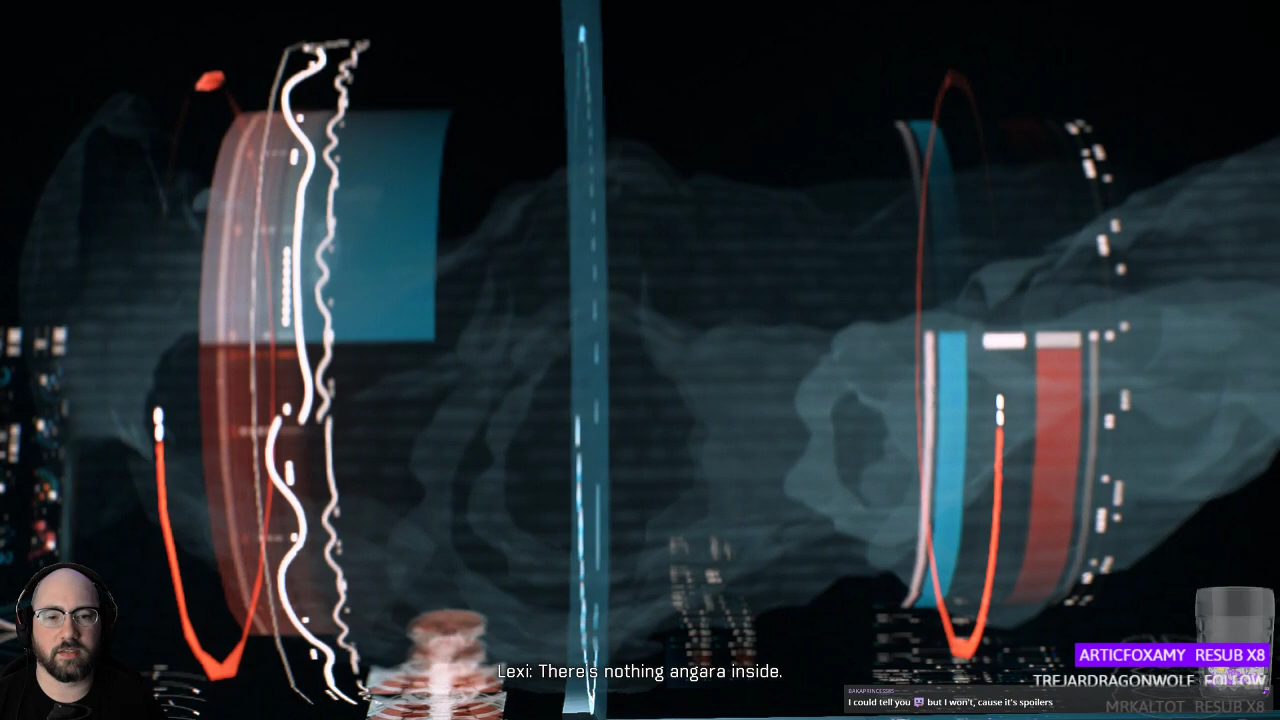 Lexi: There's nothing angara inside.
ARTICFOXAMY RESUB X8
TREJARDRAGONWOLF FOLLOW
BAKAPRINCESS85
I could tell you but I won't, cause it's spoilers
MRKALTOT RESUB X8